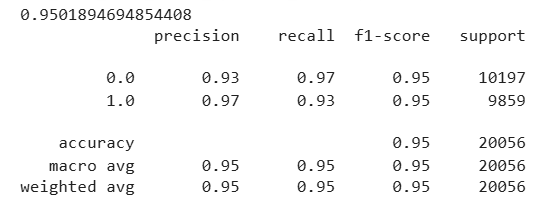 0.9501894694854408
precision recall f1-score support
0.0 0.93 0.97 0.95 10197
1.0 0.97 0.93 0.95 9859
accuracy 0.95 20056
macro avg 0.95 0.95 0.95 20056
weighted avg 0.95 0.95 0.95 20056